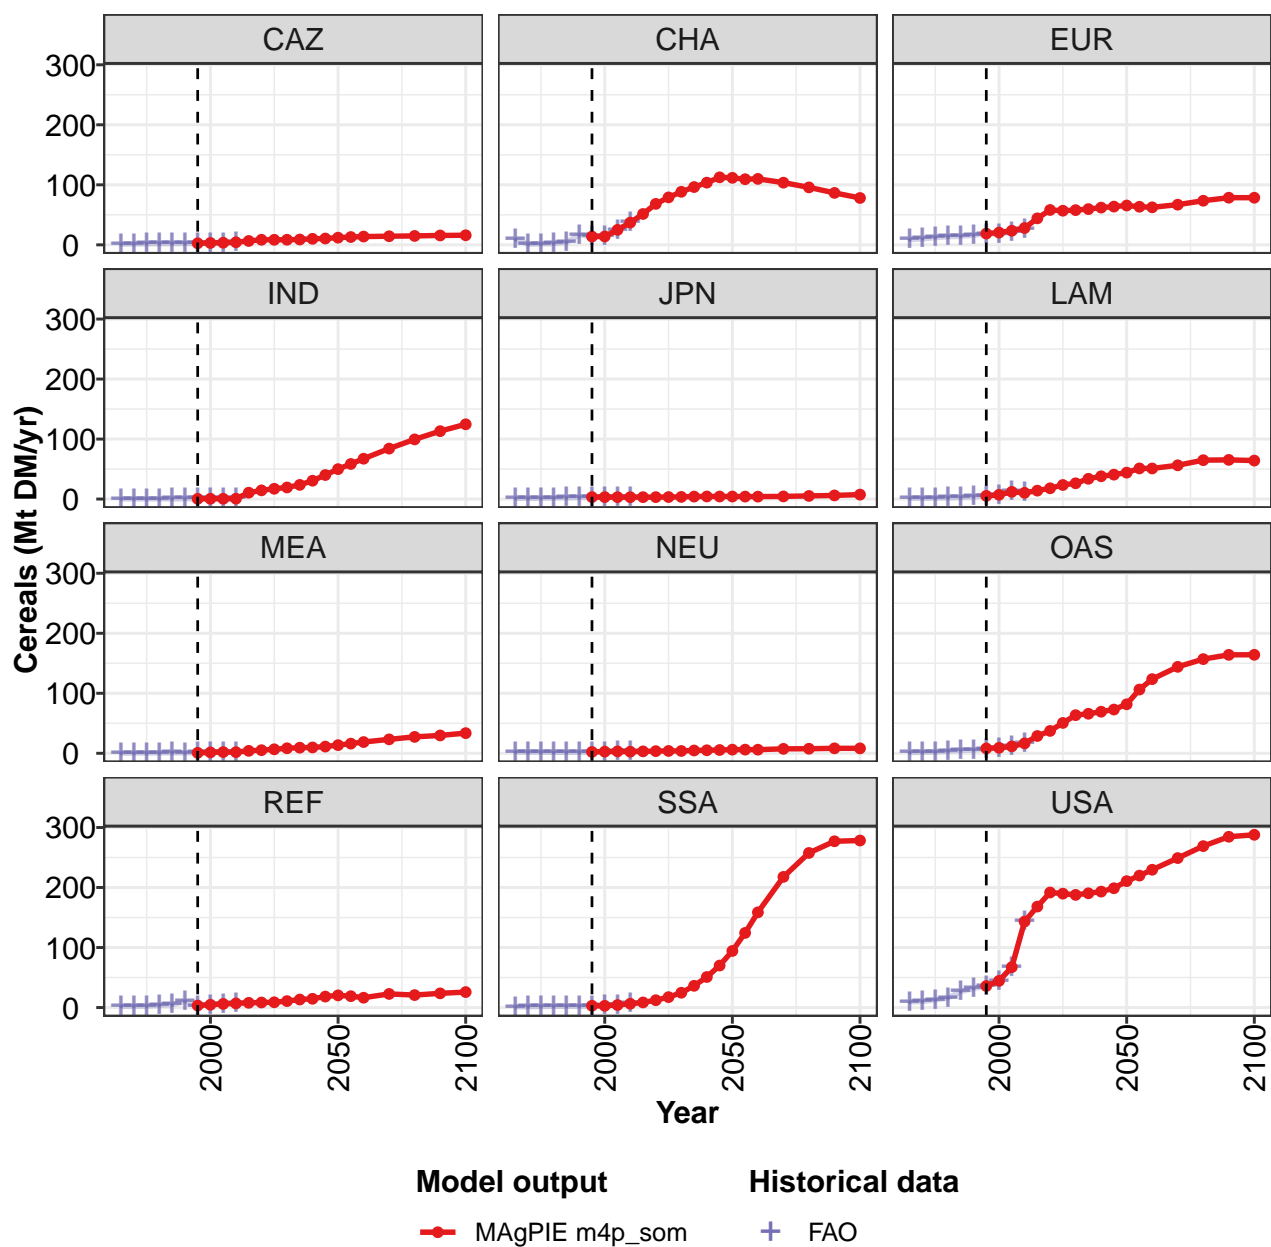 CAZ CHA EUR
300
200
100
0
IND JPN LAM
300
200
100
0
MEA NEU OAS
300
200
100
0
REF SSA USA
300
200
100
0
Cereals (Mt DM/yr)
2000 2050 2100 2000 2050 2100 2000 2050 2100
Year
Model output Historical data
MAgPIE m4p_som FAO